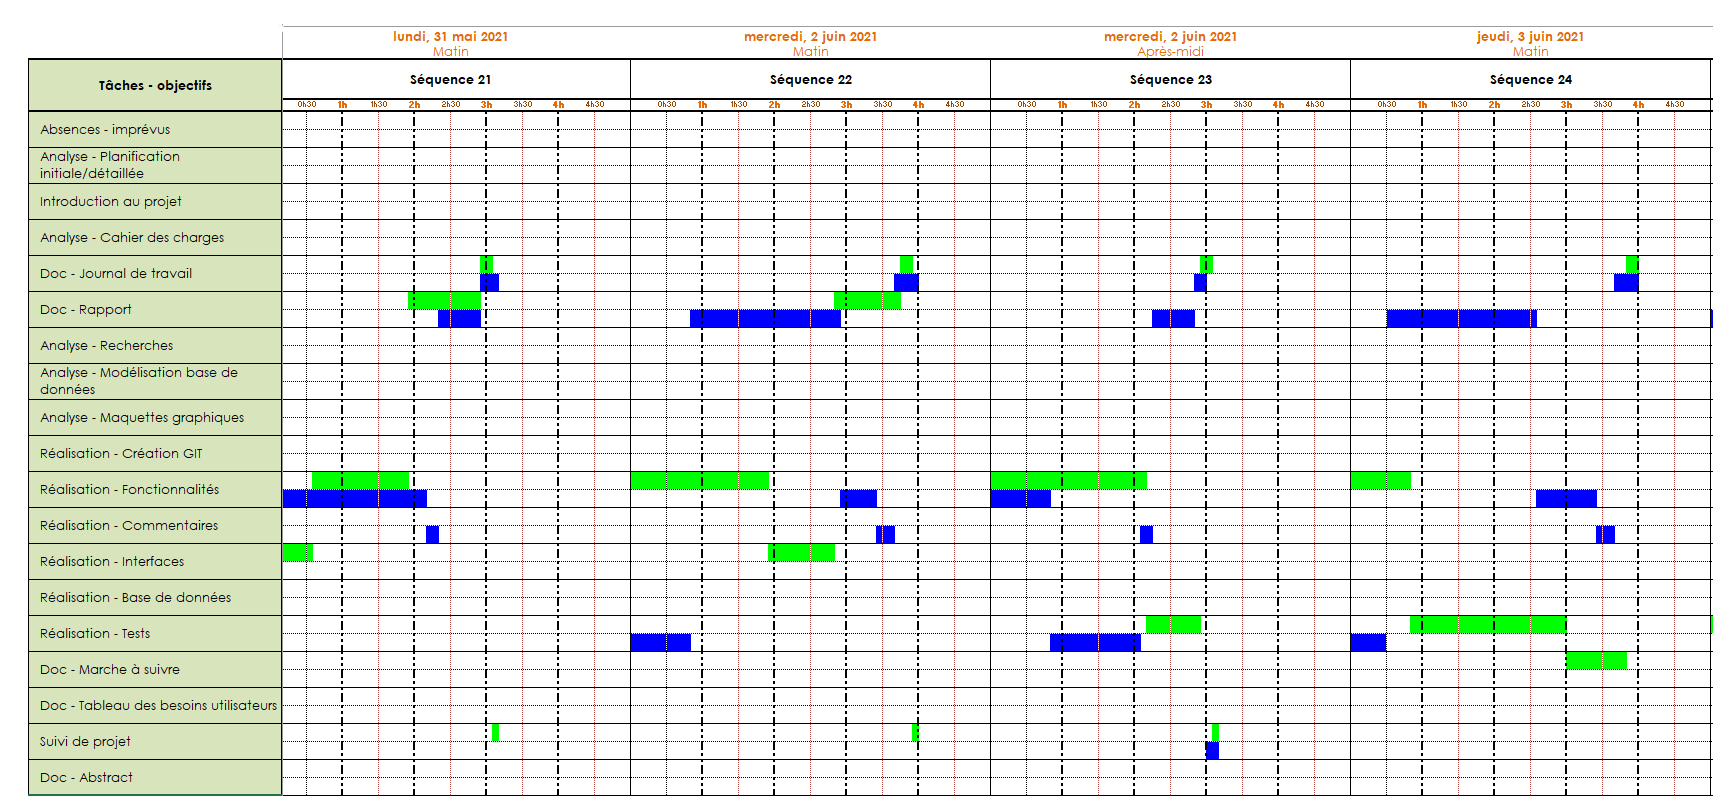 lundi, 31 mai 2021 mercredi, 2 juin 2021 mercredi, 2 juin 2021 jeudi, 3 juin 2021
Matin Matin Après-midi Matin
Tâches - objectifs Séquence 21 Séquence 22 Séquence 23 Séquence 24
0h30 1h 1h30 2h 2h30 3h 3h30 4h 4h30 0h30 1h 1h30 2h 2h30 3h 3h30 4h 4h30 0h30 1h 1h30 2h 2h30 3h 3h30 4h 4h30 0h30 1h 1h30 2h 2h30 3h 3h30 4h 4h30
Absences - imprévus
Analyse - Planification
initiale/détaillée
Introduction au projet
Analyse - Cahier des charges
Doc - Journal de travail
Doc - Rapport
Analyse - Recherches
Analyse - Modélisation base de
données
Analyse - Maquettes graphiques
Réalisation - Création GIT
Réalisation - Fonctionnalités
Réalisation - Commentaires
Réalisation - Interfaces
Réalisation - Base de données
Réalisation - Tests
Doc - Marche à suivre
Doc - Tableau des besoins utilisateurs
Suivi de projet
Doc - Abstract